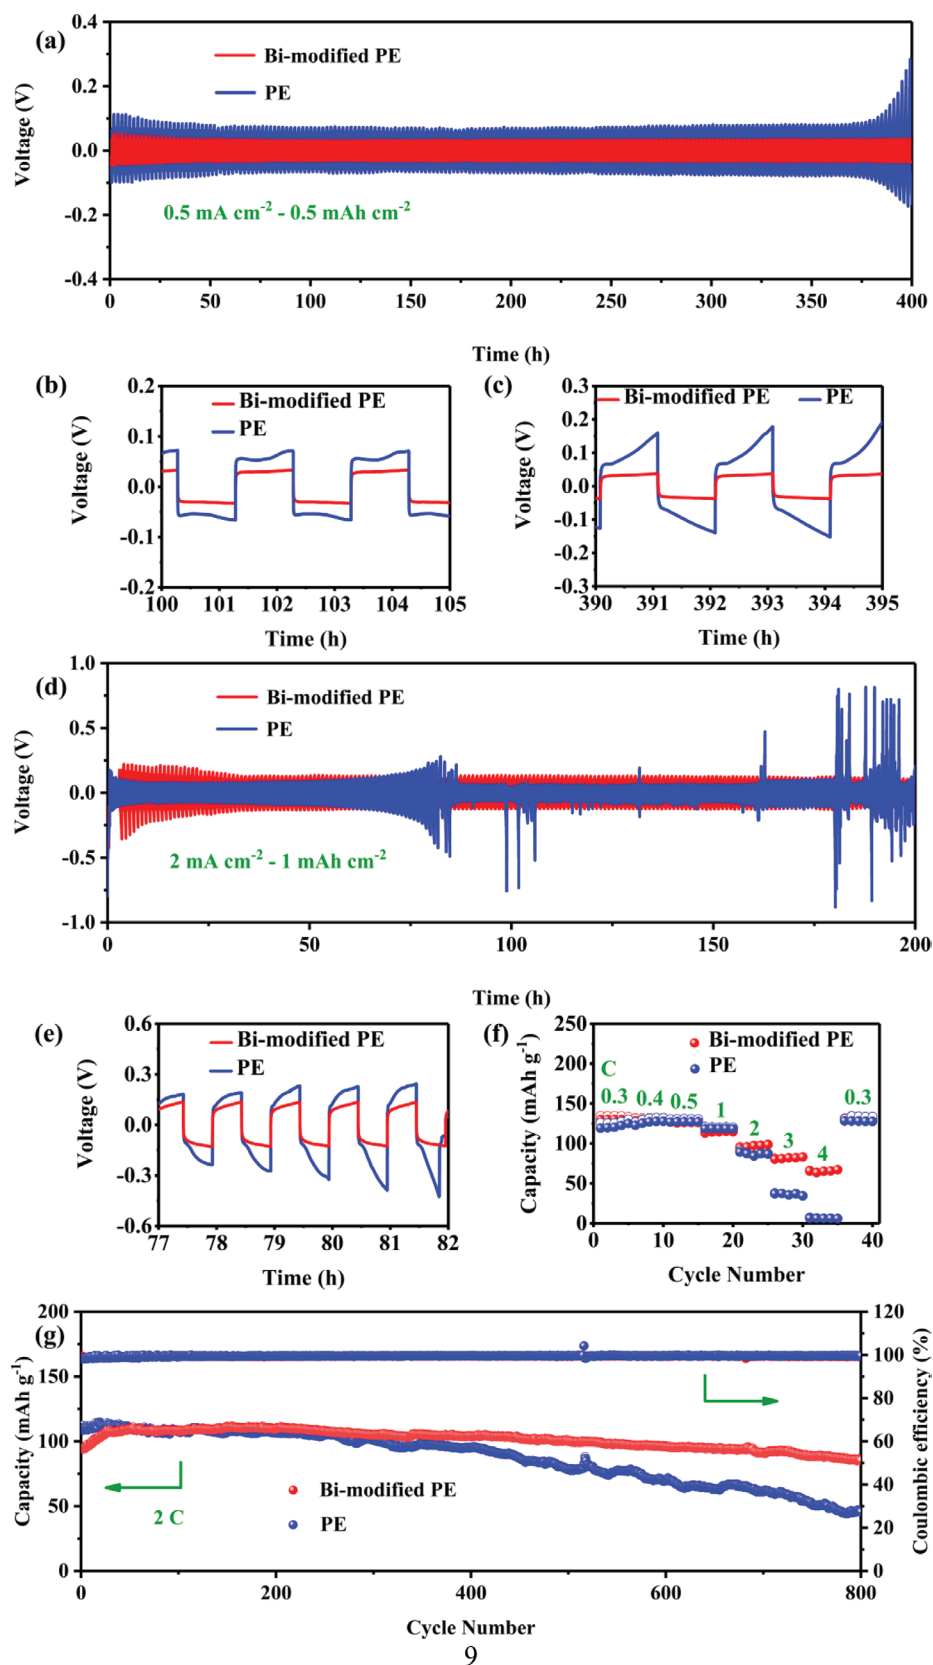 (a)
Bi-modified PE
PE
0.5 mA cm⁻² - 0.5 mAh cm⁻²
Voltage (V)
0.4
0.2
0.0
-0.2
-0.4
0 50 100 150 200 250 300 350 400
Time (h)
(b)
Bi-modified PE
PE
Voltage (V)
0.2
0.1
0.0
-0.1
-0.2
100 101 102 103 104 105
Time (h)
(c)
Bi-modified PE PE
Voltage (V)
0.3
0.2
0.1
0.0
-0.1
-0.2
-0.3
390 391 392 393 394 395
Time (h)
(d)
Bi-modified PE
PE
2 mA cm⁻² - 1 mAh cm⁻²
Voltage (V)
1.0
0.5
0.0
-0.5
-1.0
0 50 100 150 200
Time (h)
(e)
Bi-modified PE
PE
Voltage (V)
0.6
0.3
0.0
-0.3
-0.6
77 78 79 80 81 82
Time (h)
(f)
Bi-modified PE
PE
C
0.3 0.4 0.5 1 2 3 4 0.3
Capacity (mAh g⁻¹)
250
200
150
100
50
0
0 10 20 30 40
Cycle Number
(g)
Bi-modified PE
PE
2 C
Capacity (mAh g⁻¹)
200
150
100
50
0
0 200 400 600 800
Cycle Number
120
100
80
60
40
20
0
Coulombic efficiency (%)
9